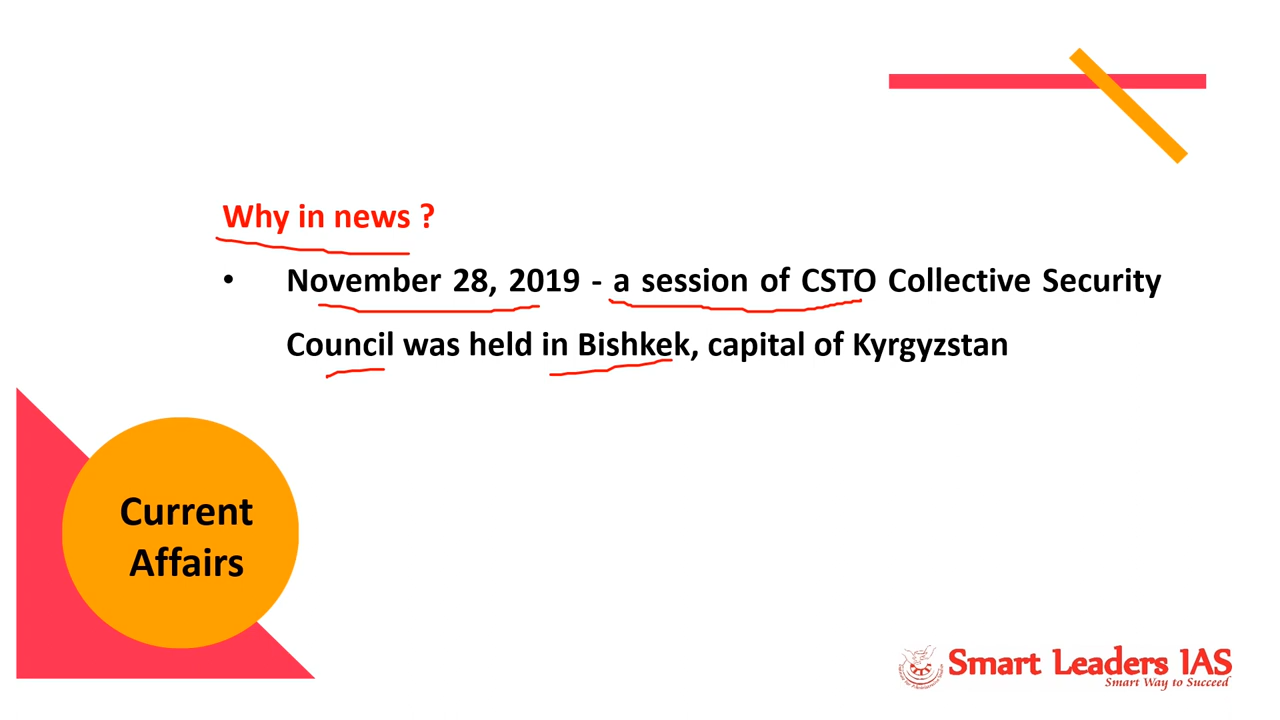 Why in news ?
• November 28, 2019 - a session of CSTO Collective Security
Council was held in Bishkek, capital of Kyrgyzstan
Current
Affairs
Smart Leaders IAS
Smart Way to Succeed